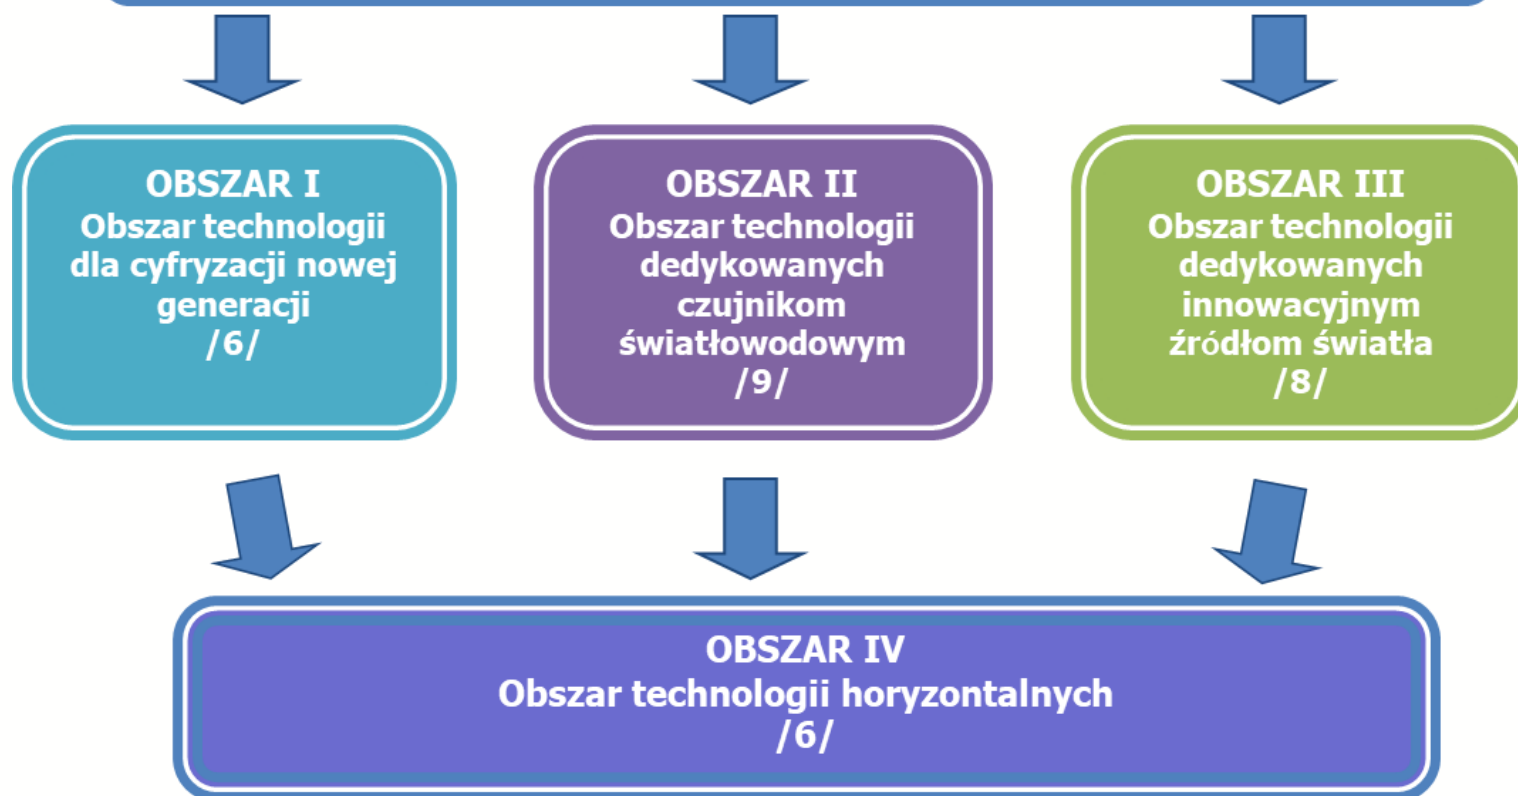 OBSZAR I
Obszar technologii
dla cyfryzacji nowej
generacji
/6/
OBSZAR II
Obszar technologii
dedykowanych
czujnikom
światłowodowym
/9/
OBSZAR III
Obszar technologii
dedykowanych
innowacyjnym
źródłom światła
/8/
OBSZAR IV
Obszar technologii horyzontalnych
/6/